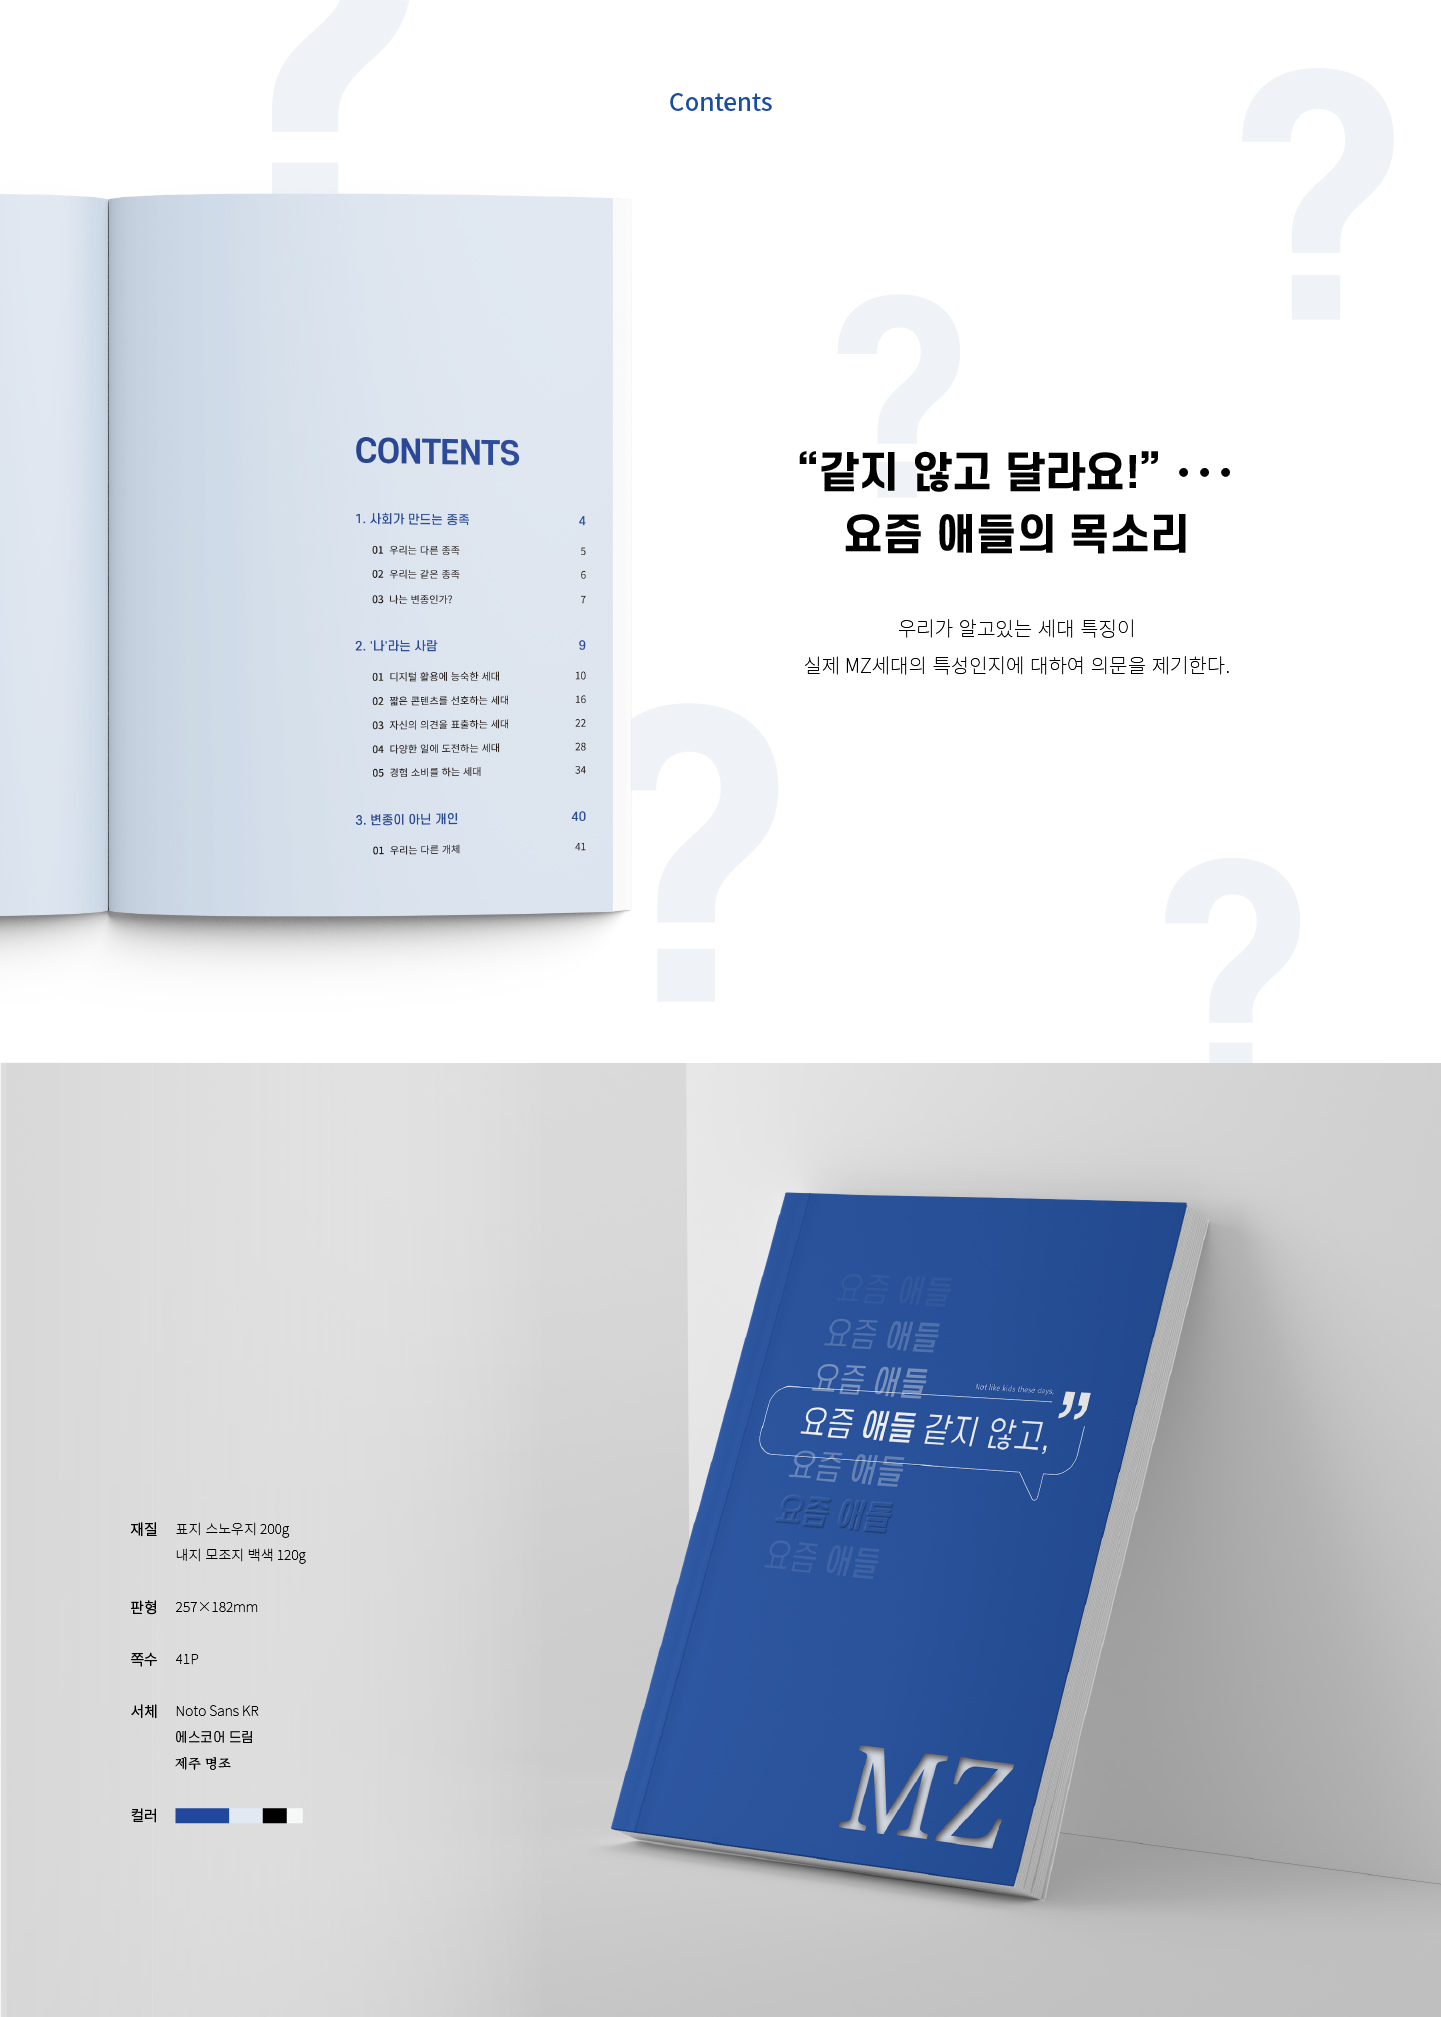 Contents
CONTENTS
1. 사회가 만드는 종족 4
01 우리는 다른 종족 5
02 우리는 같은 종족 6
03 나는 변종인가? 7
2. '나'라는 사람 9
01 디지털 활용에 능숙한 세대 10
02 짧은 콘텐츠를 선호하는 세대 16
03 자신의 의견을 표출하는 세대 22
04 다양한 일에 도전하는 세대 28
05 경험 소비를 하는 세대 34
3. 변종이 아닌 개인 40
01 우리는 다른 개체 41
“같지 않고 달라요!” ···
요즘 애들의 목소리
우리가 알고있는 세대 특징이
실제 MZ세대의 특성인지에 대하여 의문을 제기한다.
요즘 애들
요즘 애들
요즘 애들
Not like kids these days,
”
요즘 애들 같지 않고,
요즘 애들
요즘 애들
요즘 애들
MZ
재질 표지 스노우지 200g
내지 모조지 백색 120g
판형 257×182mm
쪽수 41P
서체 Noto Sans KR
에스코어 드림
제주 명조
컬러